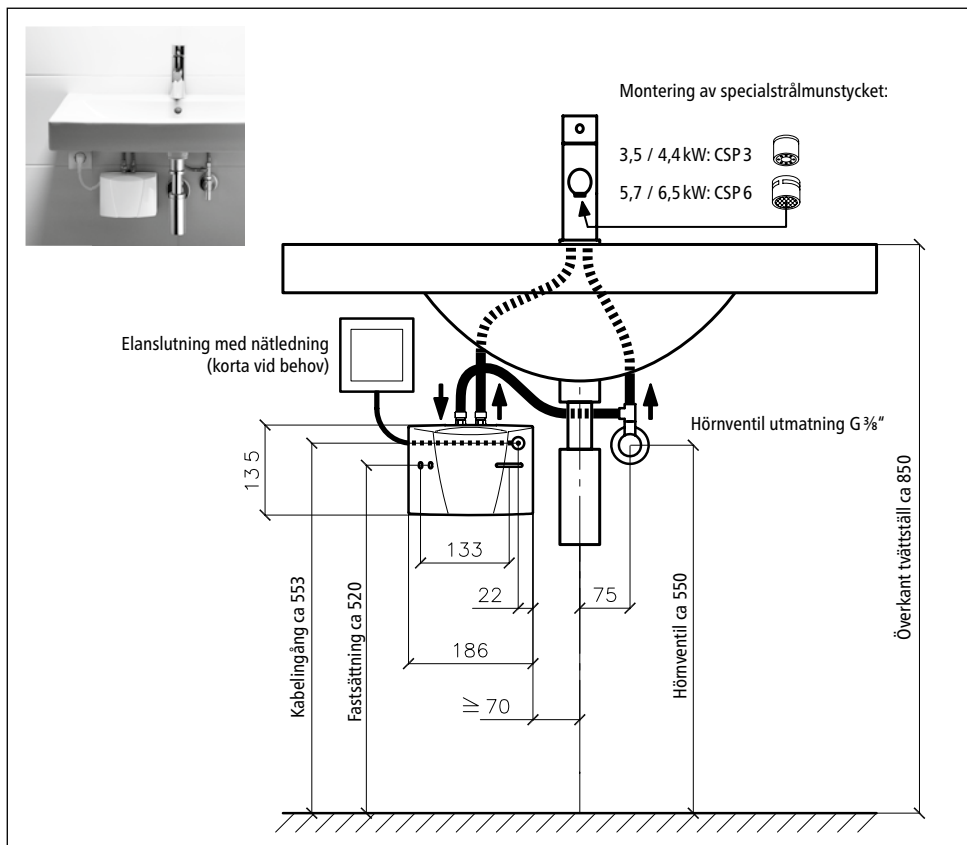 Montering av specialstrålmunstycket:
3,5 / 4,4 kW: CSP 3
5,7 / 6,5 kW: CSP 6
Elanslutning med nätledning
(korta vid behov)
Hörnventil utmatning G ⅜“
135
133
22
75
186
≥ 70
Kabelingång ca 553
Fastsättning ca 520
Hörnventil ca 550
Överkant tvättställ ca 850